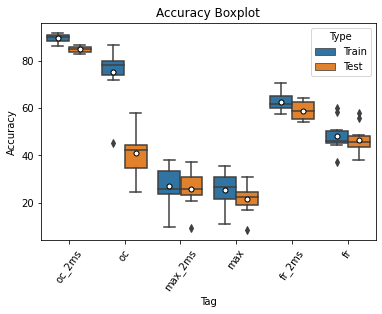 Accuracy Boxplot
Type
Train
Test
Accuracy
80
60
40
20
oc_2ms
oc
max_2ms
max
fr_2ms
fr
Tag